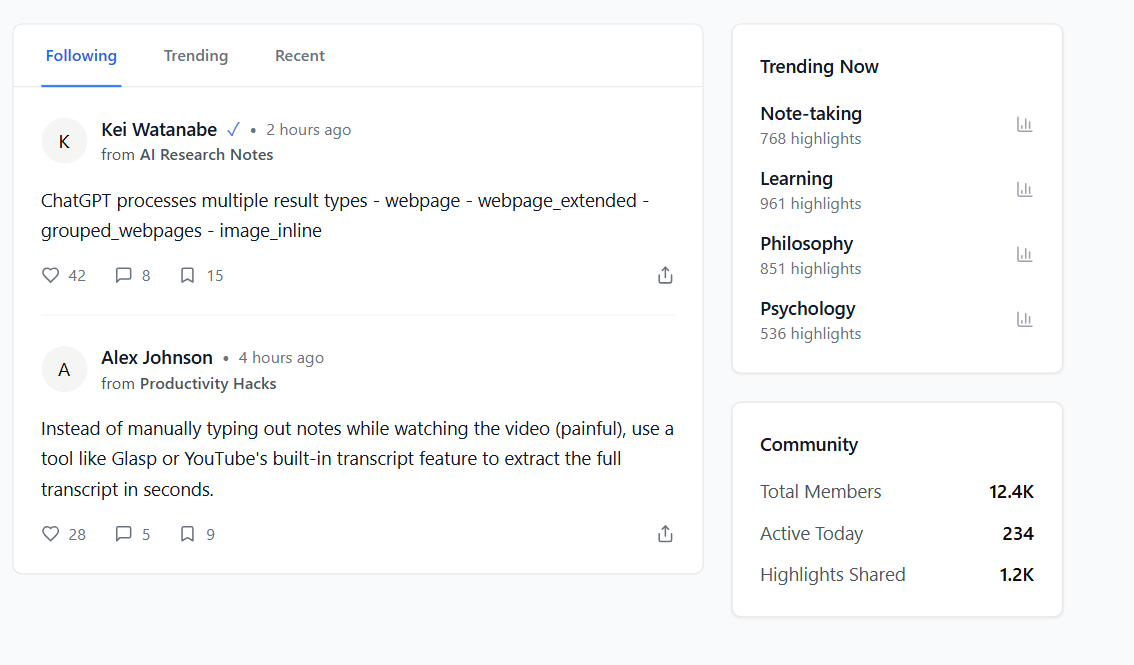 Following Trending Recent
K
Kei Watanabe ✓ • 2 hours ago
from AI Research Notes
ChatGPT processes multiple result types - webpage - webpage_extended -
grouped_webpages - image_inline
42 8 15
A
Alex Johnson • 4 hours ago
from Productivity Hacks
Instead of manually typing out notes while watching the video (painful), use a
tool like Glasp or YouTube's built-in transcript feature to extract the full
transcript in seconds.
28 5 9
Trending Now
Note-taking
768 highlights
Learning
961 highlights
Philosophy
851 highlights
Psychology
536 highlights
Community
Total Members 12.4K
Active Today 234
Highlights Shared 1.2K